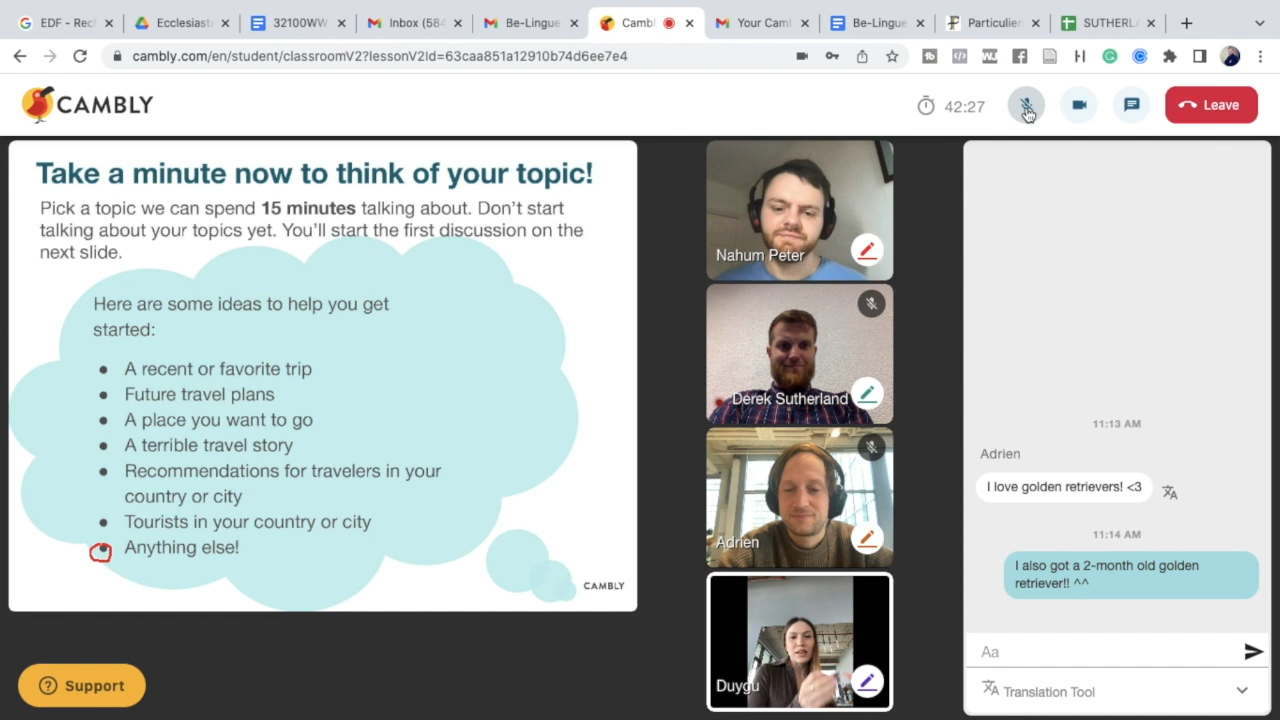 EDF - Recl
Ecclesiast
32100WW
Inbox (584
Be-Lingue
Cambl
Your Camb
Be-Lingue
Particulier
SUTHERLA
cambly.com/en/student/classroomV2?lessonV2Id=63caa851a12910b74d6ee7e4
CAMBLY
42:27
Leave
Take a minute now to think of your topic!
Pick a topic we can spend 15 minutes talking about. Don't start
talking about your topics yet. You'll start the first discussion on the
next slide.
Here are some ideas to help you get
started:
• A recent or favorite trip
• Future travel plans
• A place you want to go
• A terrible travel story
• Recommendations for travelers in your
country or city
• Tourists in your country or city
• Anything else!
CAMBLY
Support
Nahum Peter
Derek Sutherland
Adrien
Duygu
11:13 AM
Adrien
I love golden retrievers! <3
11:14 AM
I also got a 2-month old golden
retriever!! ^^
Aa
Translation Tool